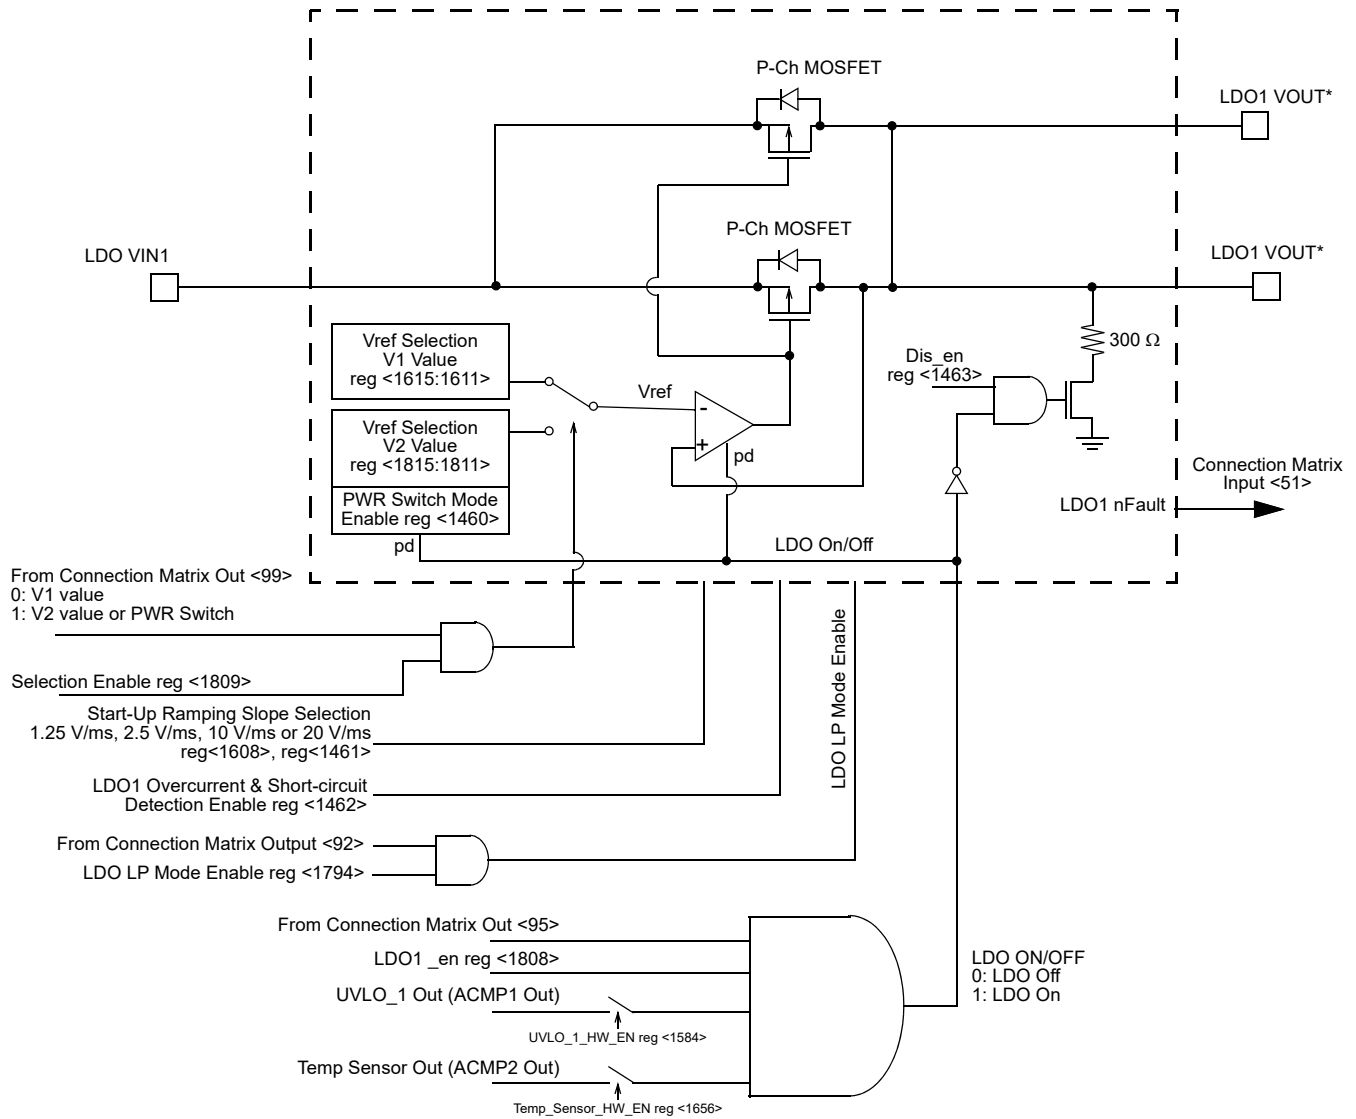 P-Ch MOSFET
LDO1 VOUT*
P-Ch MOSFET
LDO VIN1
LDO1 VOUT*
Vref Selection
V1 Value
reg <1615:1611>
300 Ω
Dis_en
reg <1463>
Vref
-
Vref Selection
V2 Value
reg <1815:1811>
+
pd
PWR Switch Mode
Enable reg <1460>
Connection Matrix
Input <51>
LDO1 nFault
pd
LDO On/Off
From Connection Matrix Out <99>
0: V1 value
1: V2 value or PWR Switch
LDO LP Mode Enable
Selection Enable reg <1809>
Start-Up Ramping Slope Selection
1.25 V/ms, 2.5 V/ms, 10 V/ms or 20 V/ms
reg<1608>, reg<1461>
LDO1 Overcurrent & Short-circuit
Detection Enable reg <1462>
From Connection Matrix Output <92>
LDO LP Mode Enable reg <1794>
From Connection Matrix Out <95>
LDO1 _en reg <1808>
UVLO_1 Out (ACMP1 Out)
UVLO_1_HW_EN reg <1584>
Temp Sensor Out (ACMP2 Out)
Temp_Sensor_HW_EN reg <1656>
LDO ON/OFF
0: LDO Off
1: LDO On